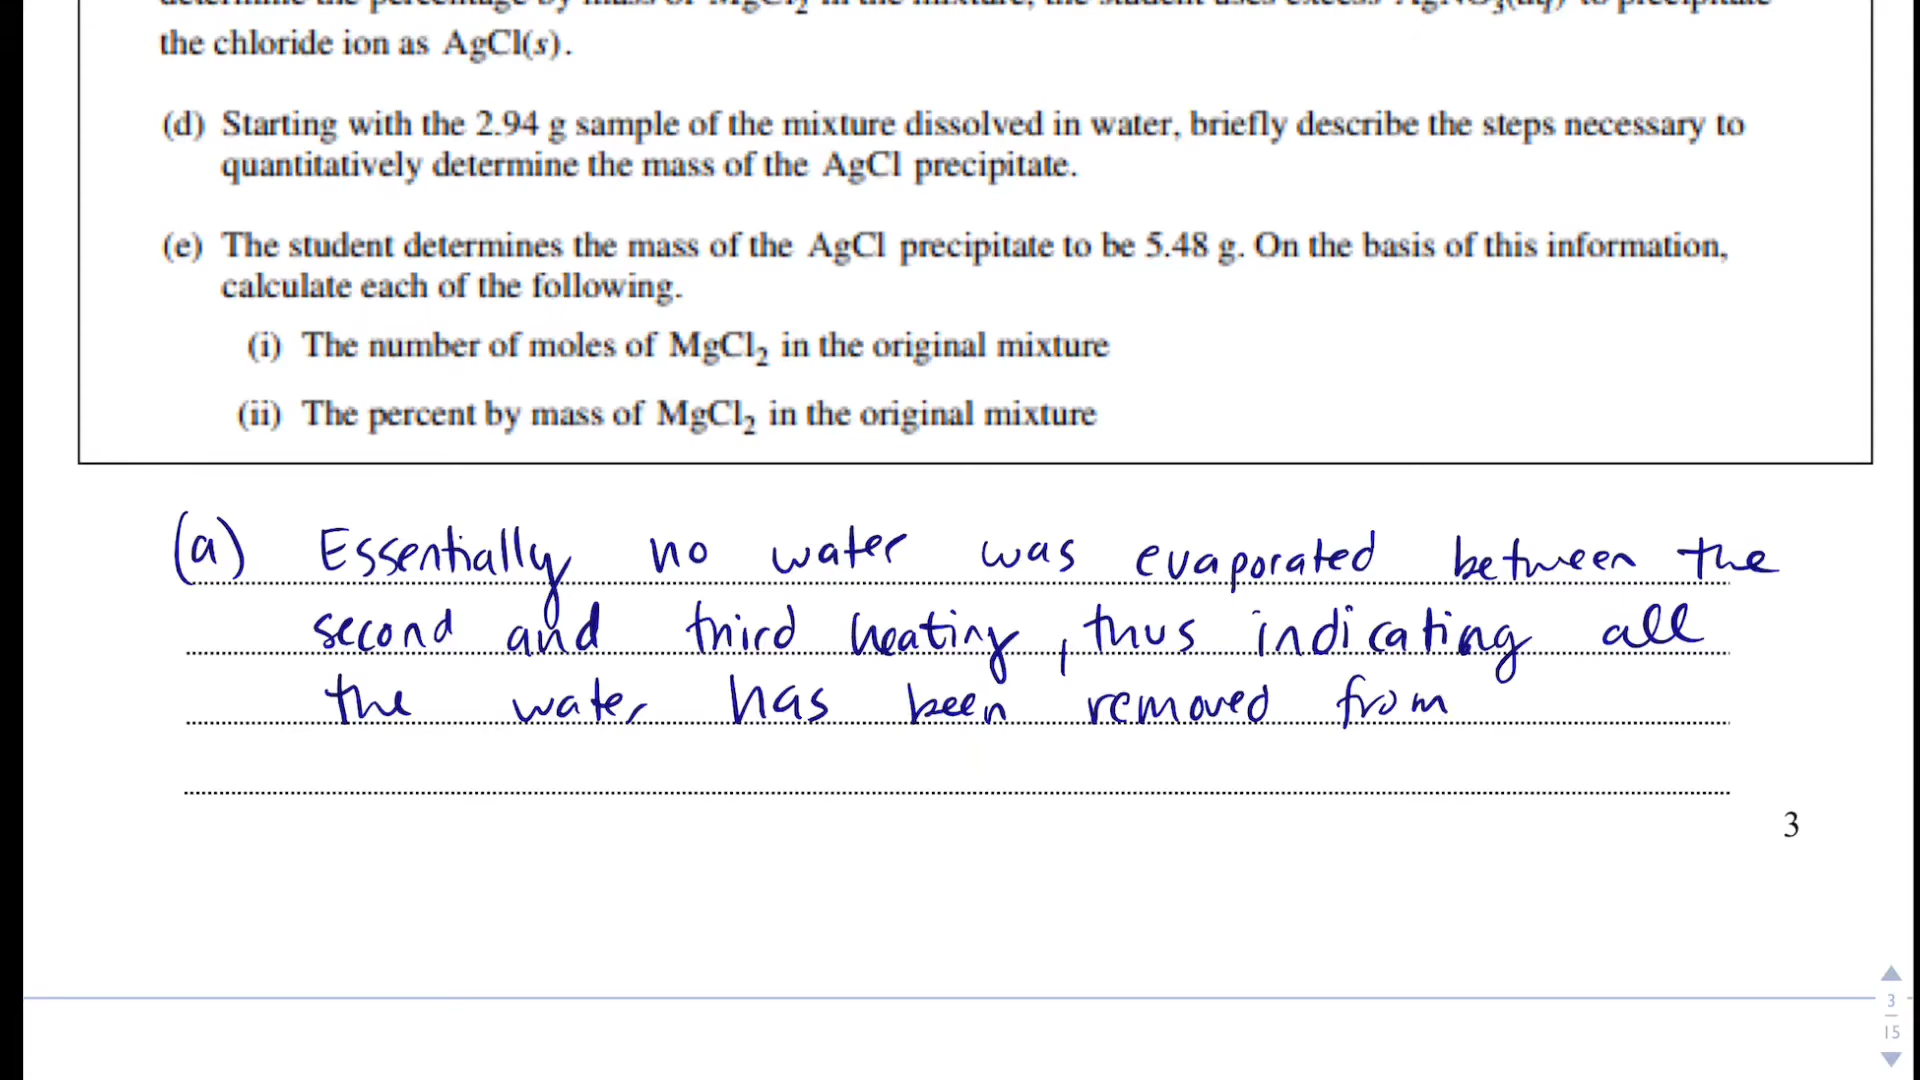 the chloride ion as AgCl(s).
(d) Starting with the 2.94 g sample of the mixture dissolved in water, briefly describe the steps necessary to
quantitatively determine the mass of the AgCl precipitate.
(e) The student determines the mass of the AgCl precipitate to be 5.48 g. On the basis of this information,
calculate each of the following.
(i) The number of moles of MgCl₂ in the original mixture
(ii) The percent by mass of MgCl₂ in the original mixture
(a) Essentially no water was evaporated between the
second and third heating, thus indicating all
the water has been removed from
3
3
15